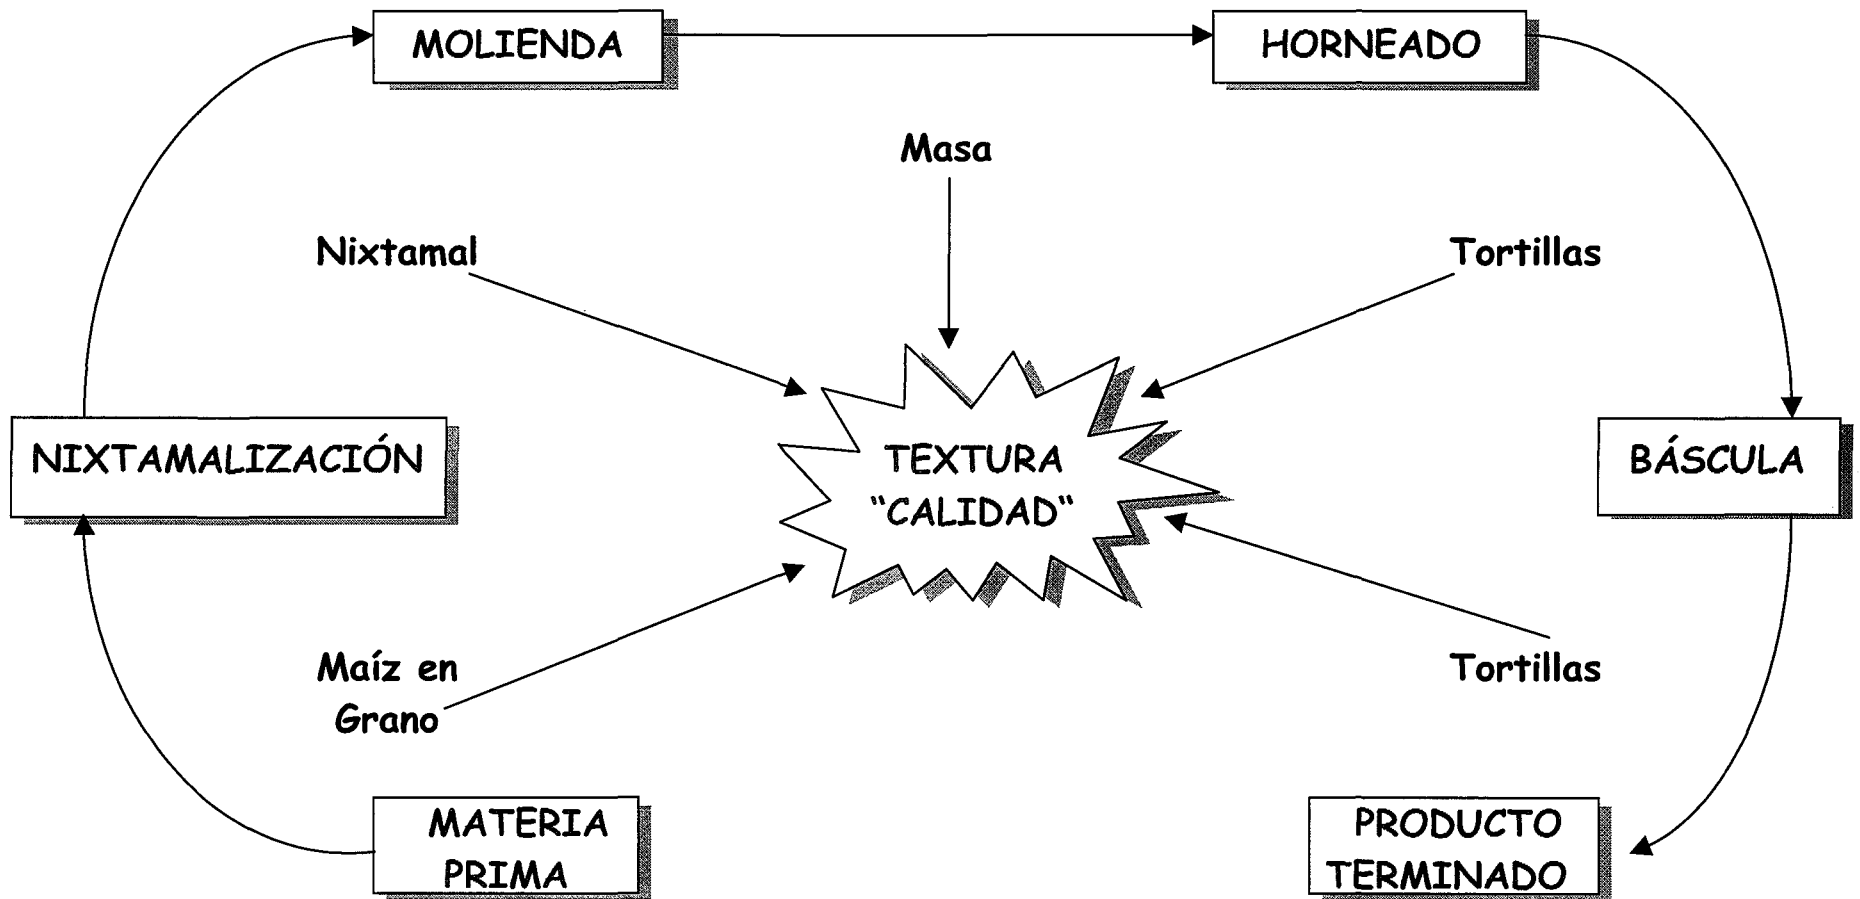 MOLIENDA
HORNEADO
Masa
Nixtamal
Tortillas
NIXTAMALIZACIÓN
TEXTURA
"CALIDAD"
BÁSCULA
Maíz en
Grano
Tortillas
MATERIA
PRIMA
PRODUCTO
TERMINADO